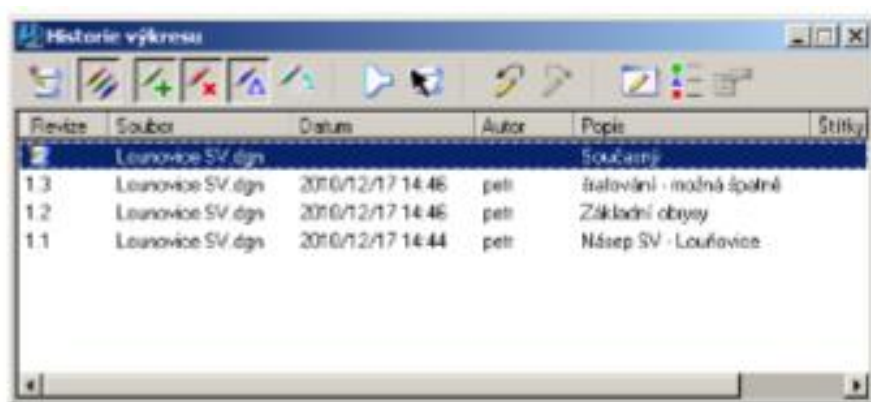 Historie výkresu
Revize Soubor Datum Autor Popis Štítky
Lounovice SV.dgn Současný
1.3 Lounovice SV.dgn 2010/12/17 14:46 petr šrafování - možná špatně
1.2 Lounovice SV.dgn 2010/12/17 14:46 petr Základní obrysy
1.1 Lounovice SV.dgn 2010/12/17 14:44 petr Násep SV - Louňovice